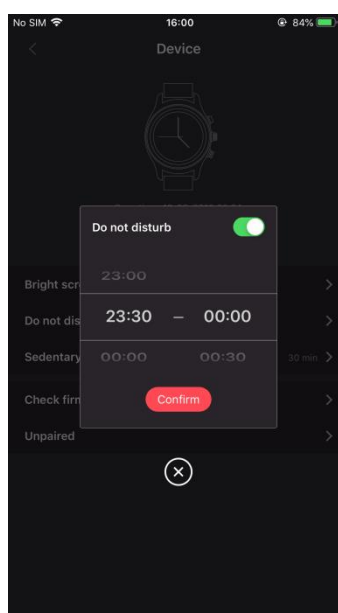 No SIM 16:00 84%
Device
Do not disturb
23:00
Bright scr
23:30 – 00:00
Do not dis
00:00 00:30
Sedentary 30 min.
Confirm
Check firn
Unpaired